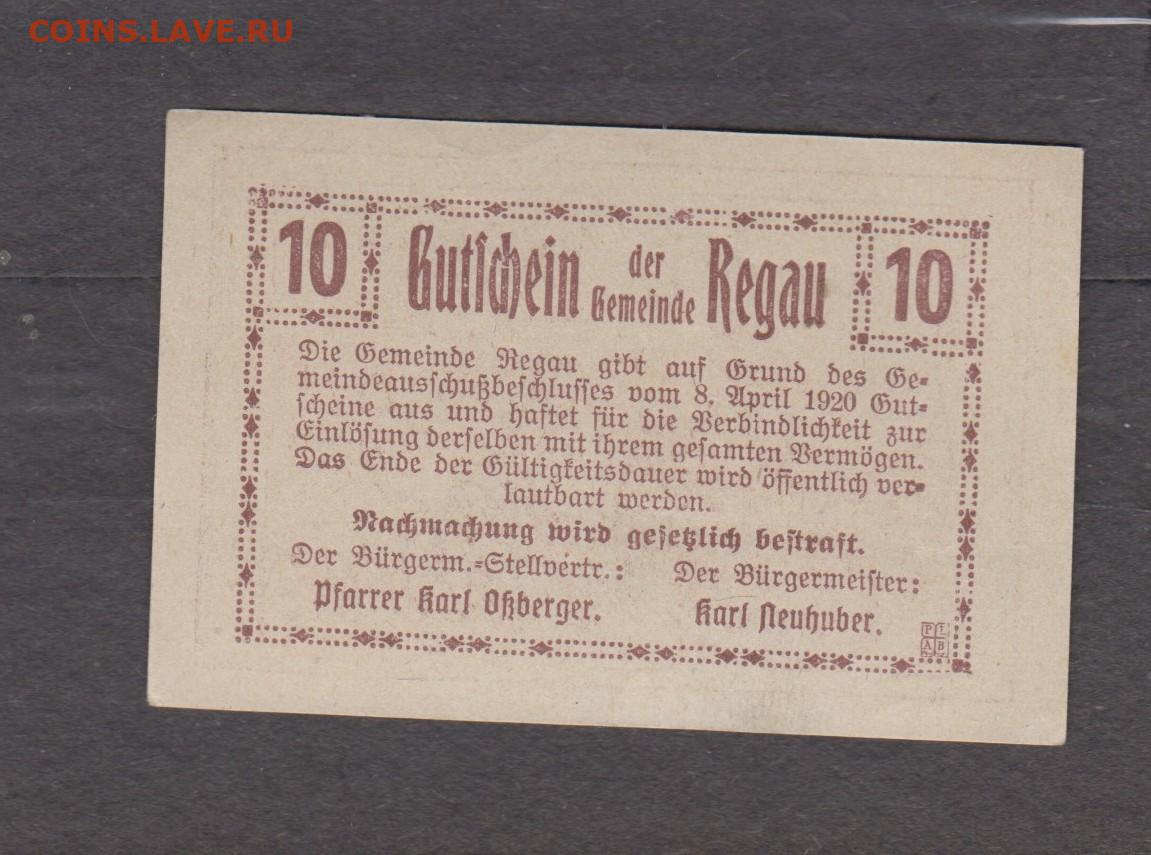 COINS.LAVE.RU
10 Gutschein der Gemeinde Regau 10
Die Gemeinde Regau gibt auf Grund des Ge-
meindeausschußbeschlusses vom 8. April 1920 Gut-
scheine aus und haftet für die Verbindlichkeit zur
Einlösung derselben mit ihrem gesamten Vermögen.
Das Ende der Gültigkeitsdauer wird öffentlich ver-
lautbart werden.
Nachmachung wird gesetzlich bestraft.
Der Bürgerm.-Stellvertr.: Der Bürgermeister:
Pfarrer Karl Oßberger. Karl Neuhuber.
P L
A B